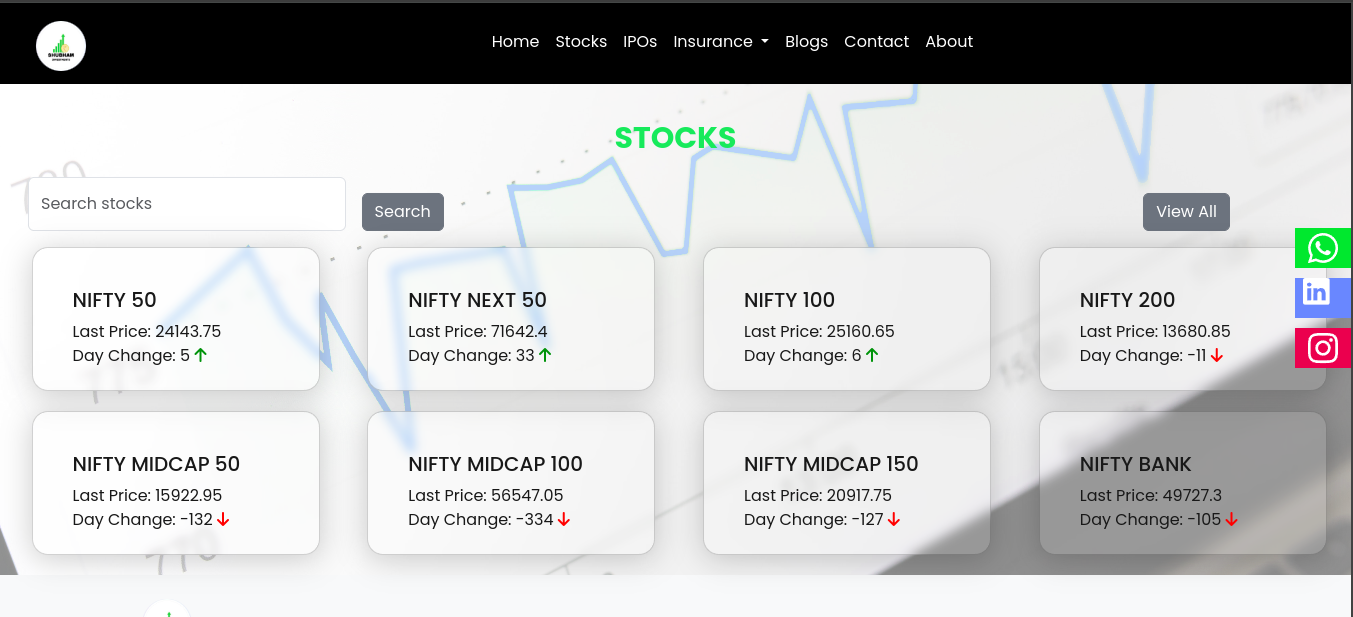 SHUBHAM
Home Stocks IPOs Insurance Blogs Contact About
STOCKS
Search stocks
Search
View All
NIFTY 50
Last Price: 24143.75
Day Change: 5
NIFTY NEXT 50
Last Price: 71642.4
Day Change: 33
NIFTY 100
Last Price: 25160.65
Day Change: 6
NIFTY 200
Last Price: 13680.85
Day Change: -11
NIFTY MIDCAP 50
Last Price: 15922.95
Day Change: -132
NIFTY MIDCAP 100
Last Price: 56547.05
Day Change: -334
NIFTY MIDCAP 150
Last Price: 20917.75
Day Change: -127
NIFTY BANK
Last Price: 49727.3
Day Change: -105
in
770